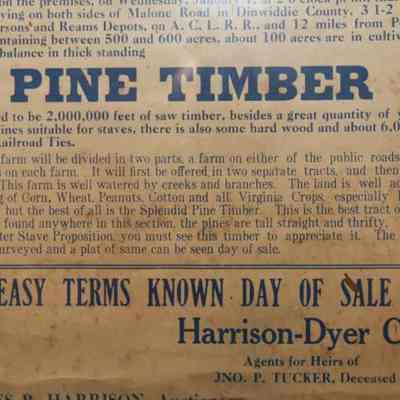 on the premises, on Wednesday, January
lying on both sides of Malone Road in Dinwiddie County, 3 1-2
and Reams Depots, on A. C. L. R. R., and 12 miles from P
ntaining between 500 and 600 acres, about 100 acres are in culti
balance in thick standing
PINE TIMBER
ed to be 2,000,000 feet of saw timber, besides a great quantity of y
ines suitable for staves, there is also some hard wood and about 6,0
ailroad Ties.
farm will be divided in two parts, a farm on either of the public roads
s on each farm. It will first be offered in two separate tracts, and then
This farm is well watered by creeks and branches. The land is well ad
g of Corn, Wheat, Peanuts, Cotton and all Virginia Crops, especially
but the best of all is the Splendid Pine Timber. This is the best tract o
found anywhere in this section, the pines are tall straight and thrifty.
ter Stave Proposition, you must see this timber to appreciate it. The
urveyed and a plat of same can be seen day of sale.
EASY TERMS KNOWN DAY OF SALE
Harrison-Dyer C
Agents for Heirs of
JNO. P. TUCKER, Deceased
HARRISON